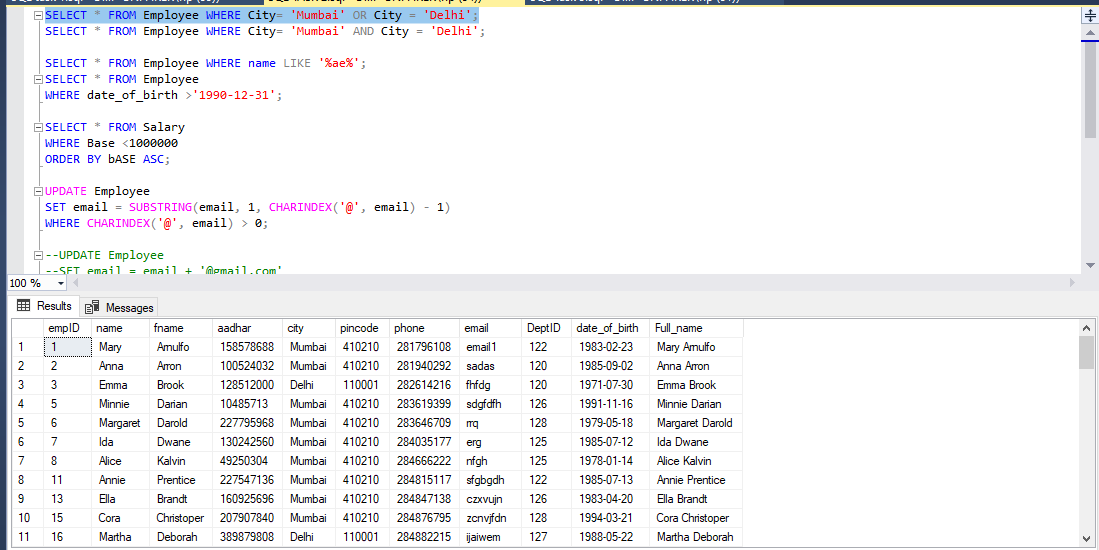 SELECT * FROM Employee WHERE City= 'Mumbai' OR City = 'Delhi';
SELECT * FROM Employee WHERE City= 'Mumbai' AND City = 'Delhi';
SELECT * FROM Employee WHERE name LIKE '%ae%';
SELECT * FROM Employee
WHERE date_of_birth >'1990-12-31';
SELECT * FROM Salary
WHERE Base <1000000
ORDER BY bASE ASC;
UPDATE Employee
SET email = SUBSTRING(email, 1, CHARINDEX('@', email) - 1)
WHERE CHARINDEX('@', email) > 0;
--UPDATE Employee
--SET email = email + '@gmail.com'
100 %
Results Messages
empID name fname aadhar city pincode phone email DeptID date_of_birth Full_name
1 1 Mary Arnulfo 158578688 Mumbai 410210 281796108 email1 122 1983-02-23 Mary Arnulfo
2 2 Anna Arron 100524032 Mumbai 410210 281940292 sadas 120 1985-09-02 Anna Arron
3 3 Emma Brook 128512000 Delhi 110001 282614216 fhfdg 120 1971-07-30 Emma Brook
4 5 Minnie Darian 10485713 Mumbai 410210 283619399 sdgfdfh 126 1991-11-16 Minnie Darian
5 6 Margaret Darold 227795968 Mumbai 410210 283646709 rrq 128 1979-05-18 Margaret Darold
6 7 Ida Dwane 130242560 Mumbai 410210 284035177 erg 125 1985-07-12 Ida Dwane
7 8 Alice Kalvin 49250304 Mumbai 410210 284666222 nfgh 125 1978-01-14 Alice Kalvin
8 11 Annie Prentice 227547136 Mumbai 410210 284815117 sfgbgdh 122 1985-07-13 Annie Prentice
9 13 Ella Brandt 160925696 Mumbai 410210 284847138 czxvujn 126 1983-04-20 Ella Brandt
10 15 Cora Christoper 207907840 Mumbai 410210 284876795 zcnvjfdn 128 1994-03-21 Cora Christoper
11 16 Martha Deborah 389879808 Delhi 110001 284882215 ijaiwem 127 1988-05-22 Martha Deborah